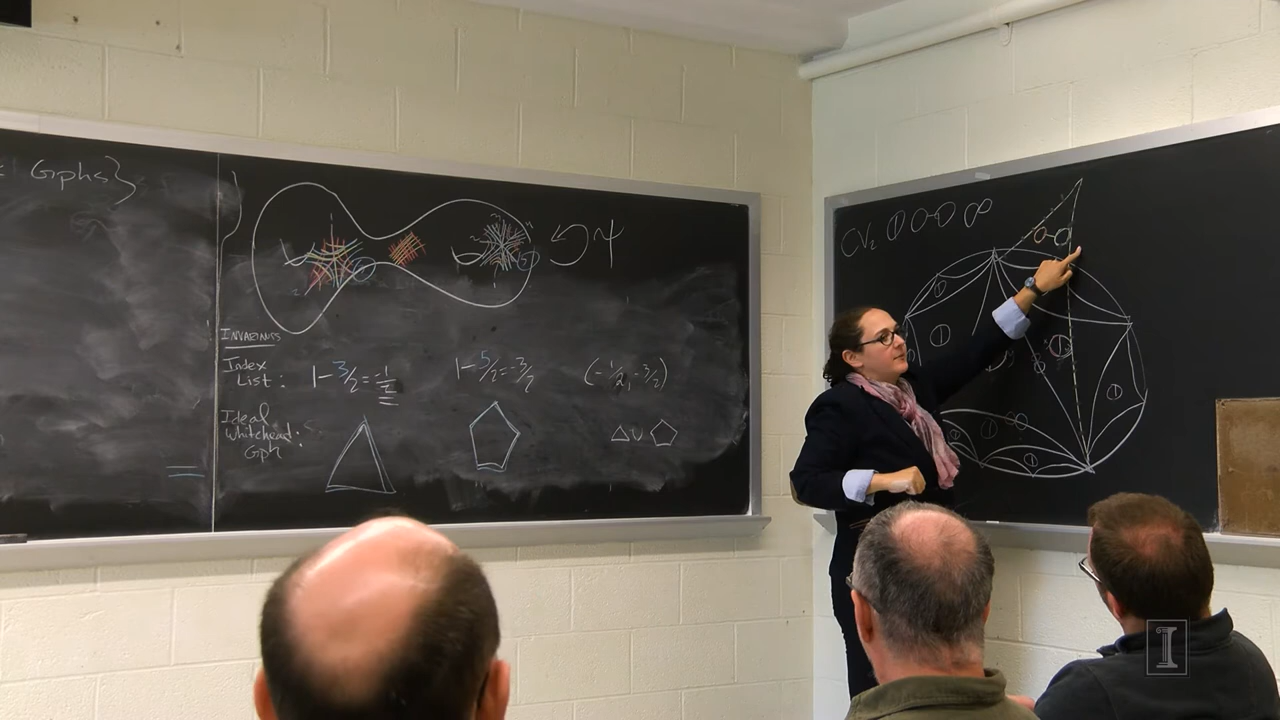 Gphs}
ψ
INVARIANTS
Index
List: 1-3/2=-1/2 1-5/2=-3/2 (-1/2,-3/2)
Ideal
Whitehead:
Gph
△∪⬠
CV₂
I